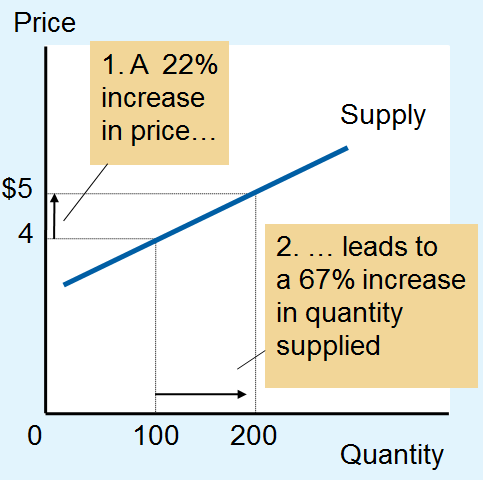 Price
1. A 22%
increase
in price…
Supply
$5
4
2. … leads to
a 67% increase
in quantity
supplied
0
100
200
Quantity